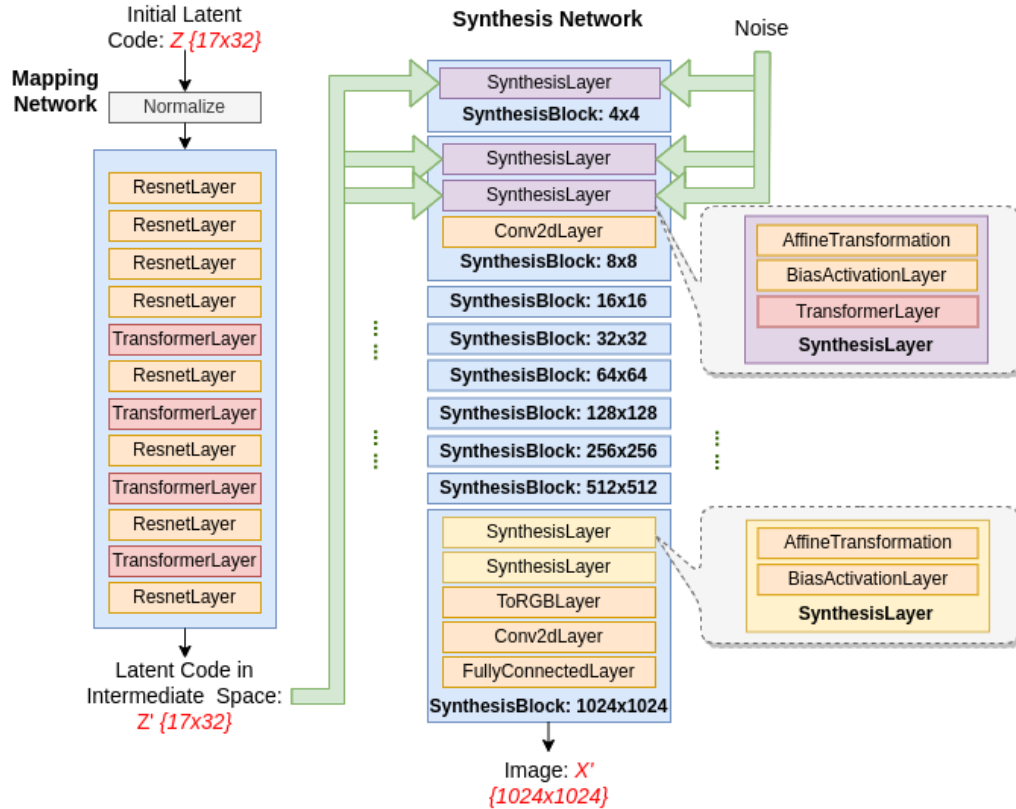 Initial Latent
Code: Z {17x32}
Mapping
Network
Normalize
ResnetLayer
ResnetLayer
ResnetLayer
ResnetLayer
TransformerLayer
ResnetLayer
TransformerLayer
ResnetLayer
TransformerLayer
ResnetLayer
TransformerLayer
ResnetLayer
Latent Code in
Intermediate Space:
Z' {17x32}
Synthesis Network
Noise
SynthesisLayer
SynthesisBlock: 4x4
SynthesisLayer
SynthesisLayer
Conv2dLayer
SynthesisBlock: 8x8
SynthesisBlock: 16x16
SynthesisBlock: 32x32
SynthesisBlock: 64x64
SynthesisBlock: 128x128
SynthesisBlock: 256x256
SynthesisBlock: 512x512
SynthesisLayer
SynthesisLayer
ToRGBLayer
Conv2dLayer
FullyConnectedLayer
SynthesisBlock: 1024x1024
Image: X'
{1024x1024}
AffineTransformation
BiasActivationLayer
TransformerLayer
SynthesisLayer
AffineTransformation
BiasActivationLayer
SynthesisLayer